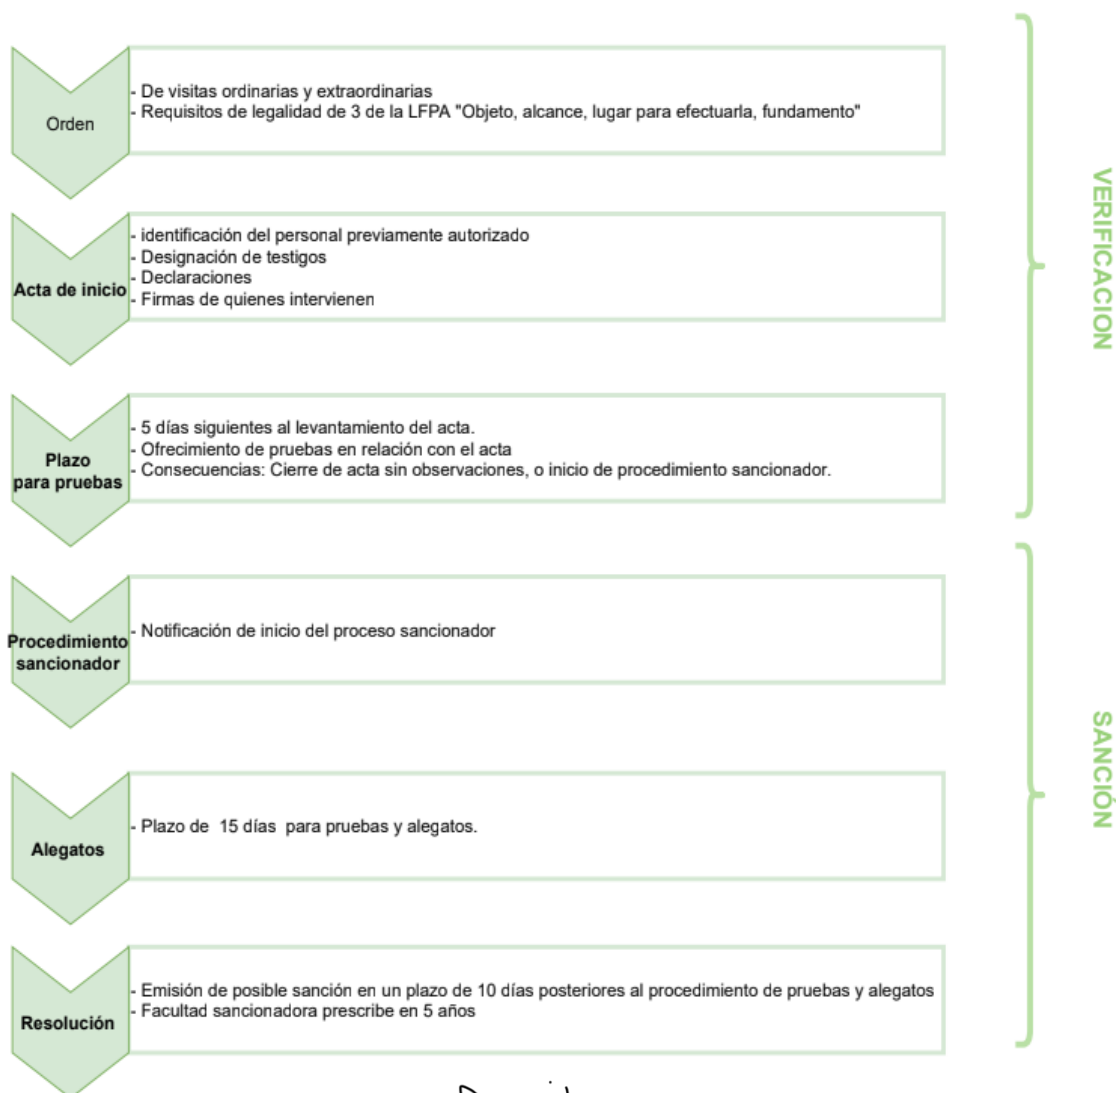 Orden
- De visitas ordinarias y extraordinarias
- Requisitos de legalidad de 3 de la LFPA "Objeto, alcance, lugar para efectuarla, fundamento"
Acta de inicio
- identificación del personal previamente autorizado
- Designación de testigos
- Declaraciones
- Firmas de quienes intervienen
Plazo
para pruebas
- 5 días siguientes al levantamiento del acta.
- Ofrecimiento de pruebas en relación con el acta
- Consecuencias: Cierre de acta sin observaciones, o inicio de procedimiento sancionador.
VERIFICACION
Procedimiento
sancionador
- Notificación de inicio del proceso sancionador
Alegatos
- Plazo de 15 días para pruebas y alegatos.
Resolución
- Emisión de posible sanción en un plazo de 10 días posteriores al procedimiento de pruebas y alegatos
- Facultad sancionadora prescribe en 5 años
SANCIÓN